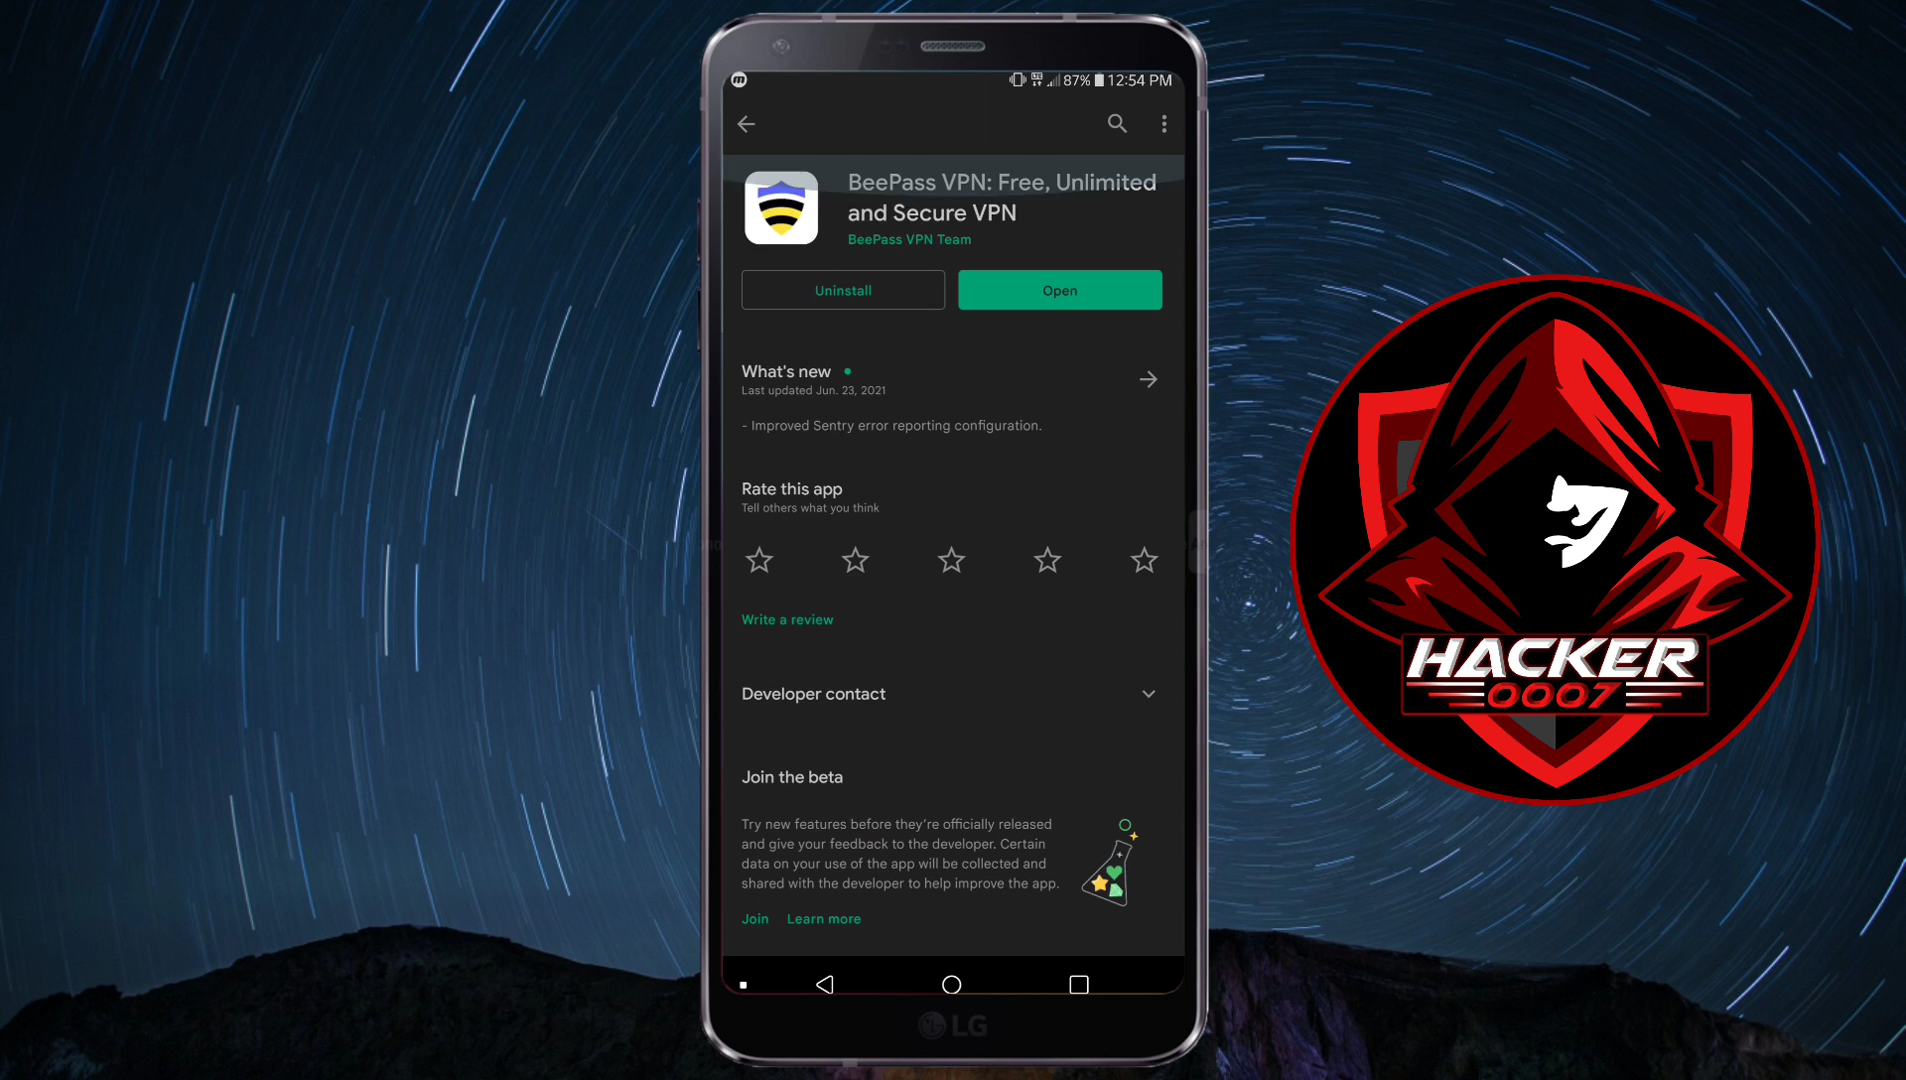 87% 12:54 PM
BeePass VPN: Free, Unlimited
and Secure VPN
BeePass VPN Team
Uninstall
Open
What's new
Last updated Jun. 23, 2021
- Improved Sentry error reporting configuration.
Rate this app
Tell others what you think
Write a review
Developer contact
Join the beta
Try new features before they're officially released
and give your feedback to the developer. Certain
data on your use of the app will be collected and
shared with the developer to help improve the app.
Join Learn more
LG
HACKER
0007